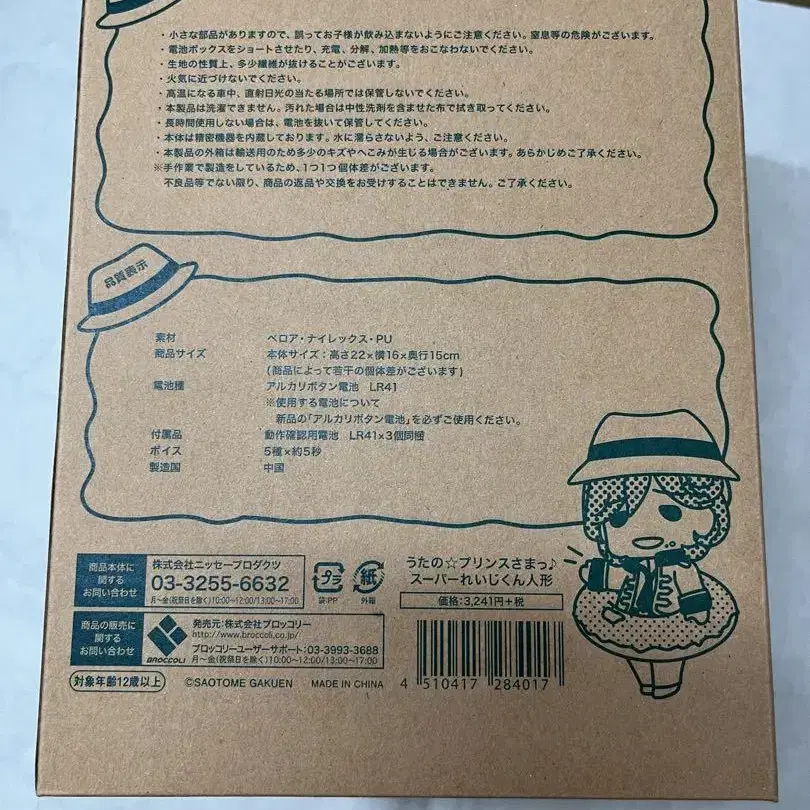 ・小さな部品がありますので、誤ってお子様が飲み込まないようにご注意ください。窒息等の危険がございます。
・電池ボックスをショートさせたり、充電、分解、加熱等をおこなわないでください。
・生地の性質上、多少繊維が抜けることがございます。
・火気に近づけないでください。
・高温になる車中、直射日光の当たる場所では保管しないでください。
・本製品は洗濯できません。汚れた場合は中性洗剤を含ませた布で拭き取ってください。
・長時間使用しない場合は、電池を抜いて保管してください。
・本体は精密機器を内蔵しております。水に濡らさないよう、ご注意ください。
・本製品の外箱は輸送用のため多少のキズやへこみが生じる場合がございます。あらかじめご了承ください。
※手作業で製造をしているため、1つ1つ個体差がございます。
不良品等でない限り、商品の返品や交換をお受けすることはできません。ご了承ください。
品質表示
素材 ベロア・ナイレックス・PU
商品サイズ 本体サイズ：高さ22×横16×奥行15cm
(商品によって若干の個体差がございます)
電池種 アルカリボタン電池 LR41
※使用する電池について
新品の「アルカリボタン電池」を必ずご使用ください。
付属品 動作確認用電池 LR41×3個同梱
ボイス 5種×約5秒
製造国 中国
商品本体に関するお問い合わせ
株式会社ニッセープロダクツ
03-3255-6632
月〜金(祝祭日を除く)10:00〜12:00/13:00〜17:00
プラ
袋:PP
紙
外箱
うたの☆プリンスさまっ♪
スーパーれいじくん人形
価格：3,241円+税
商品の販売に関するお問い合わせ
BROCCOLI
発売元：株式会社ブロッコリー
http://www.broccoli.co.jp/
ブロッコリーユーザーサポート：03-3993-3688
月〜金(祝祭日を除く)10:00〜12:00/13:00〜17:00
対象年齢12歳以上
©SAOTOME GAKUEN MADE IN CHINA
4 510417 284017